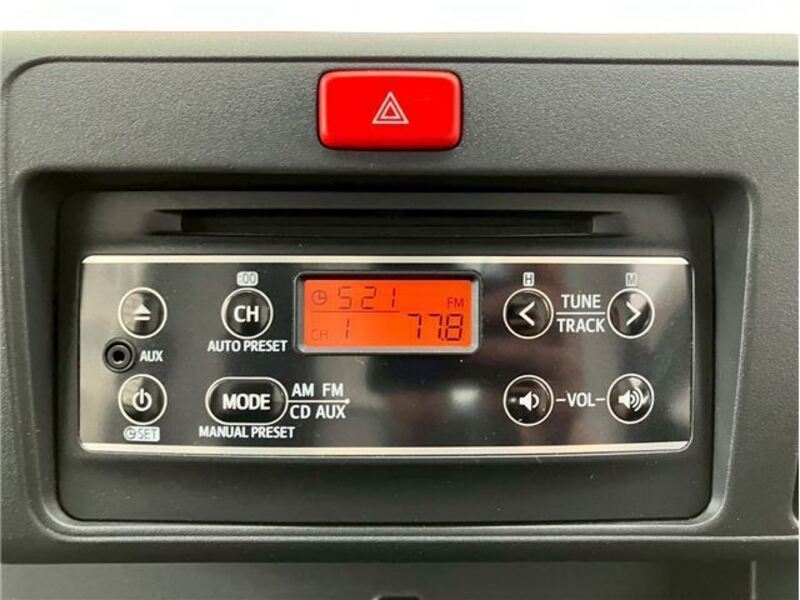 :00
CH
AUTO PRESET
AUX
SET
MODE
AM FM
CD AUX
MANUAL PRESET
5 21
FM
CH 1 77.8
H
M
TUNE
TRACK
-VOL-